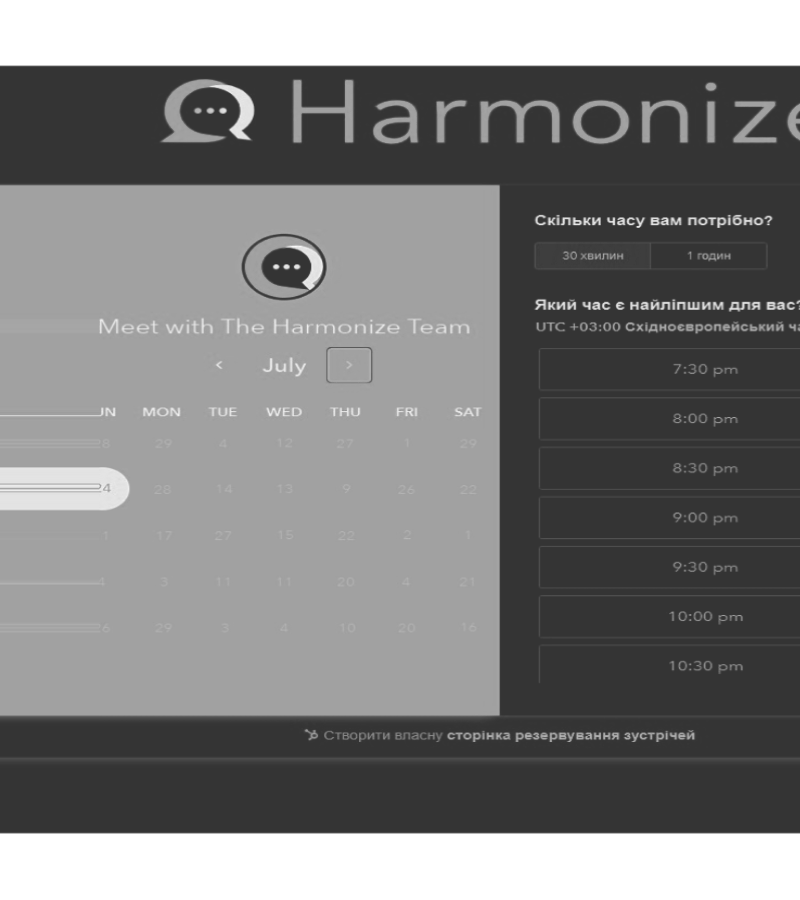 Harmonize
Meet with The Harmonize Team
< July >
UN MON TUE WED THU FRI SAT
8 29 4 12 27 1 29
24 28 14 13 9 26 22
1 17 27 15 22 2 1
4 3 11 11 20 4 21
6 29 3 4 10 20 16
Скільки часу вам потрібно?
30 хвилин 1 годин
Який час є найліпшим для вас?
UTC +03:00 Східноєвропейський ча
7:30 pm
8:00 pm
8:30 pm
9:00 pm
9:30 pm
10:00 pm
10:30 pm
Створити власну сторінка резервування зустрічей